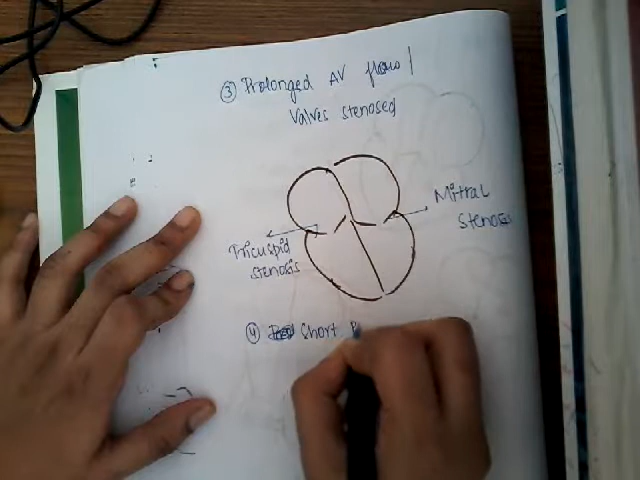 ③ Prolonged AV flow /
Valves stenosed
Mitral
stenosis
Tricuspid
stenosis
④ Short P